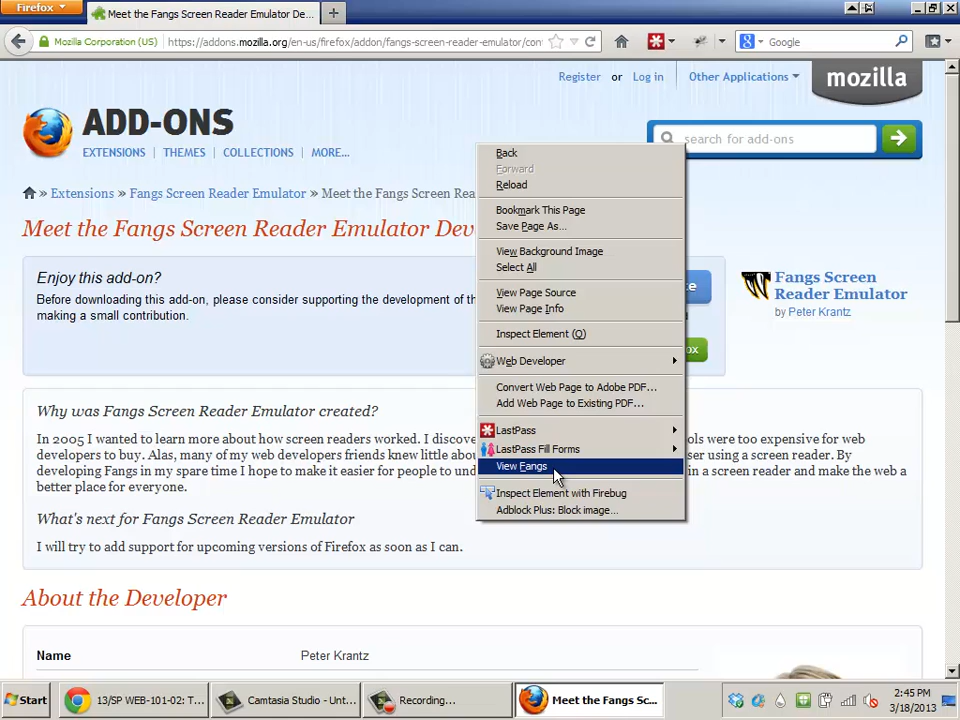 Firefox
Meet the Fangs Screen Reader Emulator De...
Mozilla Corporation (US)
https://addons.mozilla.org/en-us/firefox/addon/fangs-screen-reader-emulator/con
Google
Register or Log in
Other Applications
mozilla
ADD-ONS
EXTENSIONS THEMES COLLECTIONS MORE...
search for add-ons
» Extensions » Fangs Screen Reader Emulator » Meet the Fangs Screen Rea
Meet the Fangs Screen Reader Emulator Dev
Enjoy this add-on?
Before downloading this add-on, please consider supporting the development of th
making a small contribution.
Fangs Screen
Reader Emulator
by Peter Krantz
Back
Forward
Reload
Bookmark This Page
Save Page As...
View Background Image
Select All
View Page Source
View Page Info
Inspect Element (Q)
Web Developer
Convert Web Page to Adobe PDF...
Add Web Page to Existing PDF...
LastPass
LastPass Fill Forms
View Fangs
Inspect Element with Firebug
Adblock Plus: Block image...
Why was Fangs Screen Reader Emulator created?
In 2005 I wanted to learn more about how screen readers worked. I discove ols were too expensive for web
developers to buy. Alas, many of my web developers friends knew little abou user using a screen reader. By
developing Fangs in my spare time I hope to make it easier for people to und in a screen reader and make the web a
better place for everyone.
What's next for Fangs Screen Reader Emulator
I will try to add support for upcoming versions of Firefox as soon as I can.
About the Developer
Name Peter Krantz
Start
13/SP WEB-101-02: T...
Camtasia Studio - Unt...
Recording...
Meet the Fangs Sc...
2:45 PM
3/18/2013